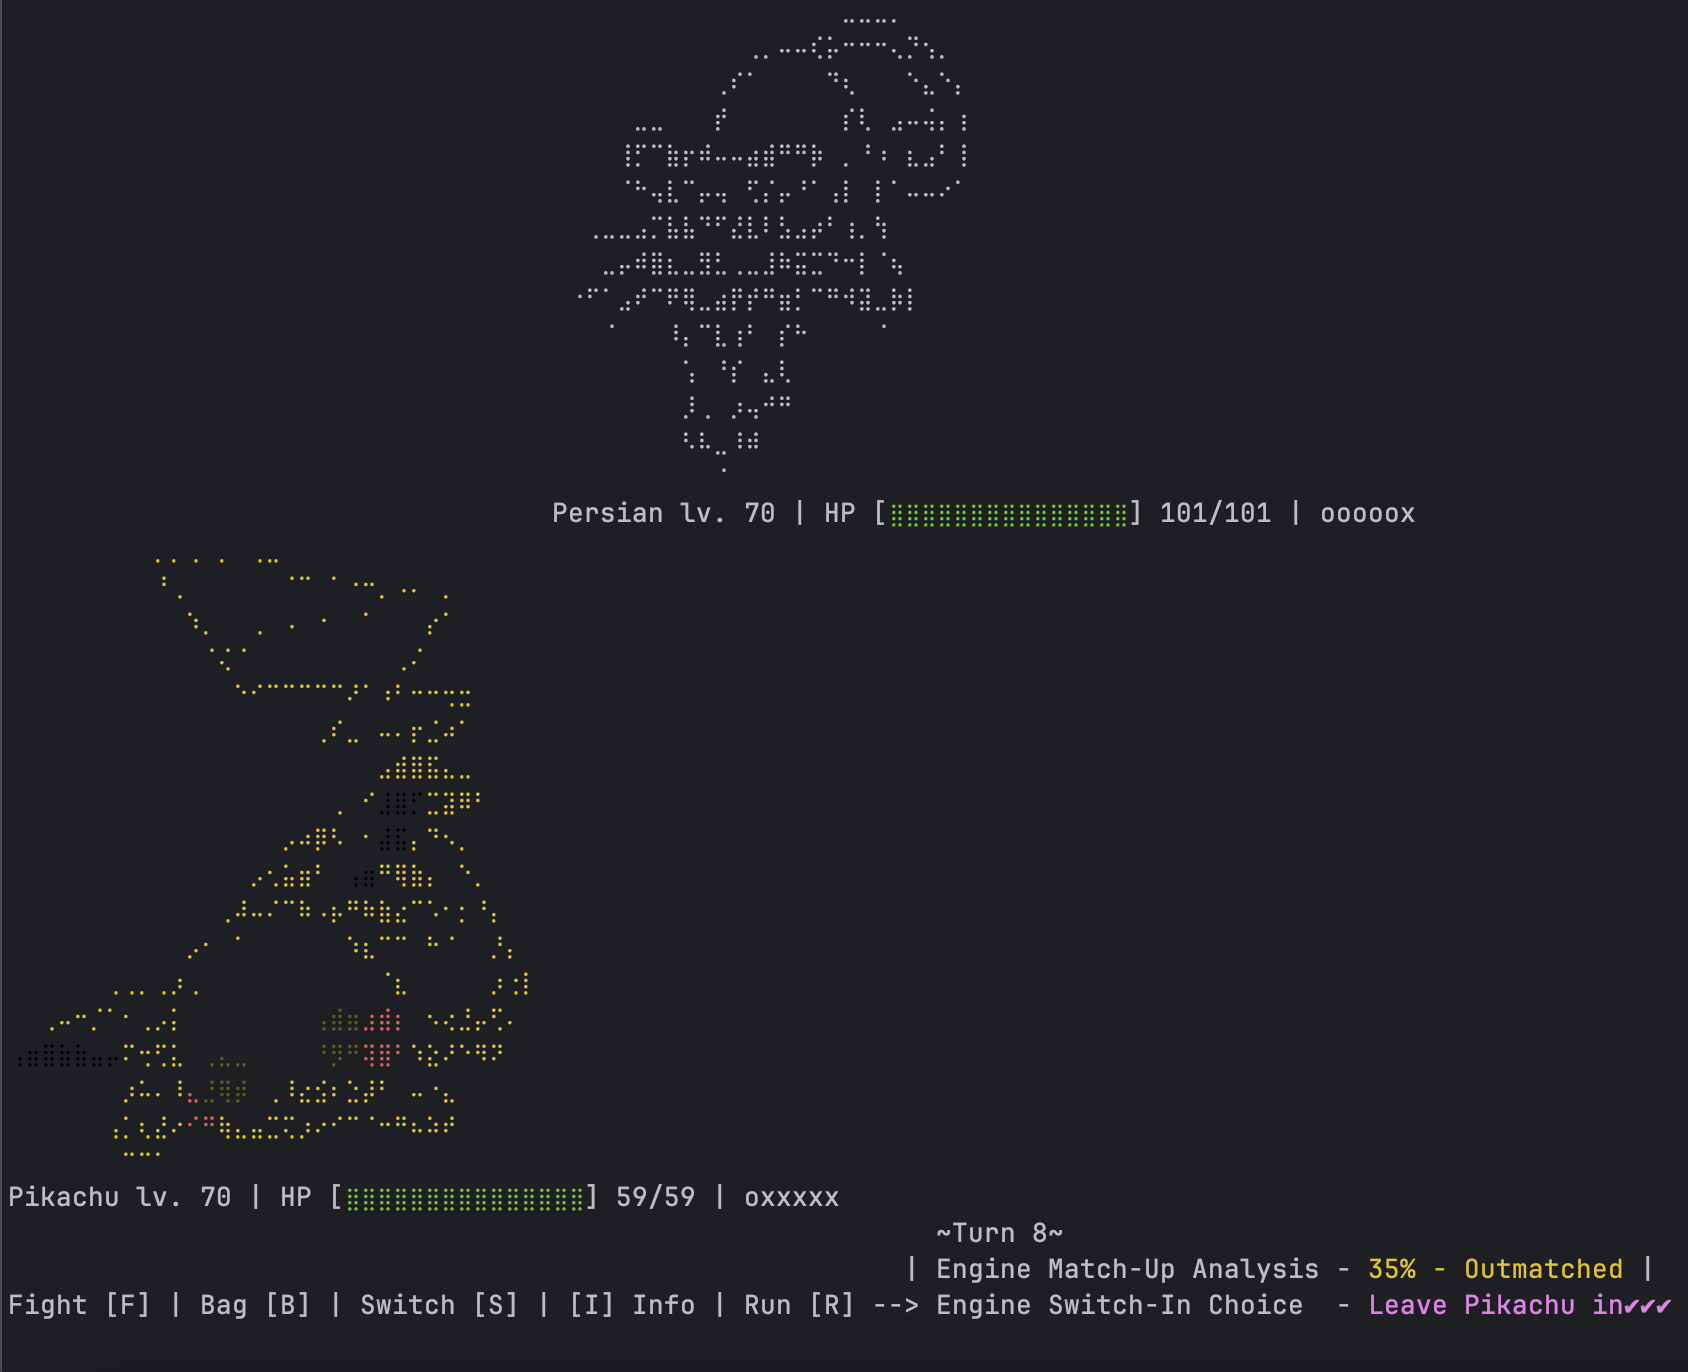 Persian lv. 70 | HP [⣿⣿⣿⣿⣿⣿⣿⣿⣿⣿⣿⣿⣿⣿⣿] 101/101 | ooooox
Pikachu lv. 70 | HP [⣿⣿⣿⣿⣿⣿⣿⣿⣿⣿⣿⣿⣿⣿⣿] 59/59 | oxxxxx
~Turn 8~
| Engine Match-Up Analysis - 35% - Outmatched |
Fight [F] | Bag [B] | Switch [S] | [I] Info | Run [R] --> Engine Switch-In Choice  - Leave Pikachu in✔✔✔